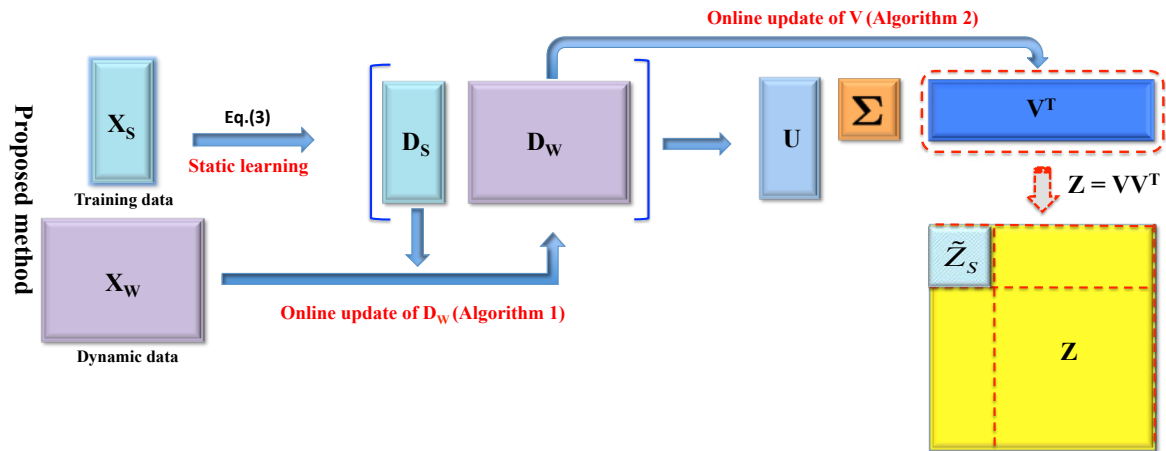 Proposed method
Online update of V (Algorithm 2)
X_S
Training data
Eq.(3)
Static learning
D_S
D_W
U
Σ
V^T
Z = VV^T
X_W
Dynamic data
Online update of D_W (Algorithm 1)
Z̃_S
Z